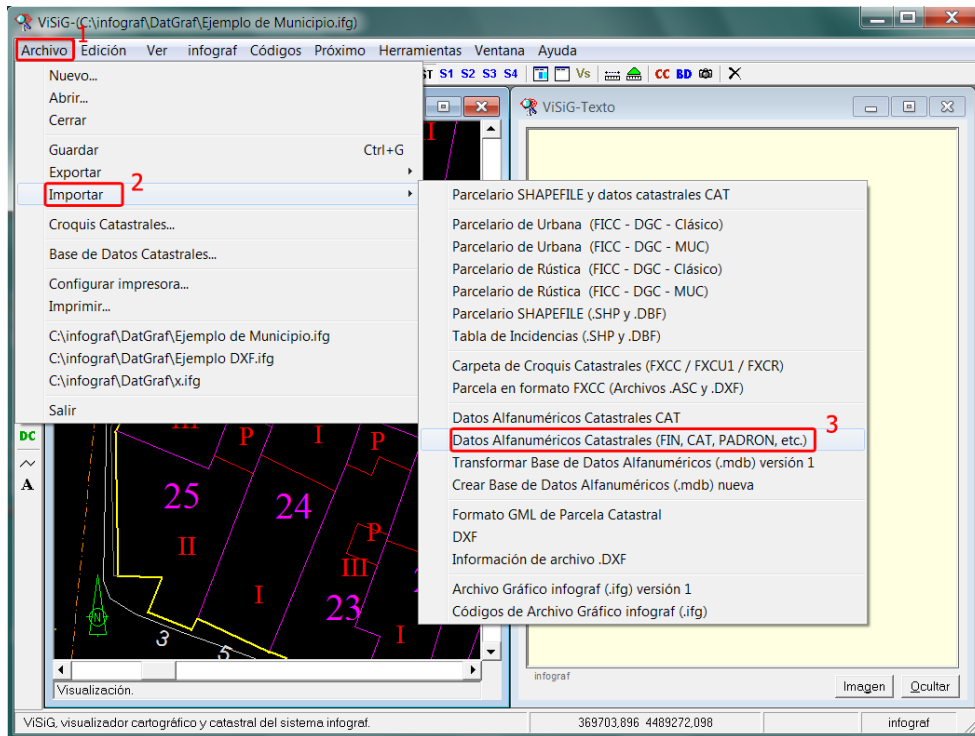 ViSiG-(C:\infograf\DatGraf\Ejemplo de Municipio.ifg)
1
Archivo Edición Ver infograf Códigos Próximo Herramientas Ventana Ayuda
ST S1 S2 S3 S4 Vs CC BD
Nuevo...
Abrir...
Cerrar
Guardar Ctrl+G
Exportar
Importar
2
Croquis Catastrales...
Base de Datos Catastrales...
Configurar impresora...
Imprimir...
C:\infograf\DatGraf\Ejemplo de Municipio.ifg
C:\infograf\DatGraf\Ejemplo DXF.ifg
C:\infograf\DatGraf\x.ifg
Salir
ViSiG-Texto
Parcelario SHAPEFILE y datos catastrales CAT
Parcelario de Urbana (FICC - DGC - Clásico)
Parcelario de Urbana (FICC - DGC - MUC)
Parcelario de Rústica (FICC - DGC - Clásico)
Parcelario de Rústica (FICC - DGC - MUC)
Parcelario SHAPEFILE (.SHP y .DBF)
Tabla de Incidencias (.SHP y .DBF)
Carpeta de Croquis Catastrales (FXCC / FXCU1 / FXCR)
Parcela en formato FXCC (Archivos .ASC y .DXF)
Datos Alfanuméricos Catastrales CAT
Datos Alfanuméricos Catastrales (FIN, CAT, PADRON, etc.)
3
Transformar Base de Datos Alfanuméricos (.mdb) versión 1
Crear Base de Datos Alfanuméricos (.mdb) nueva
Formato GML de Parcela Catastral
DXF
Información de archivo .DXF
Archivo Gráfico infograf (.ifg) versión 1
Códigos de Archivo Gráfico infograf (.ifg)
DC
A
I
P I P
25 24
II P
III
I 23
N
3 5 I
Visualización.
infograf
Imagen Ocultar
ViSiG, visualizador cartográfico y catastral del sistema infograf.
369703,896 4489272,098
infograf